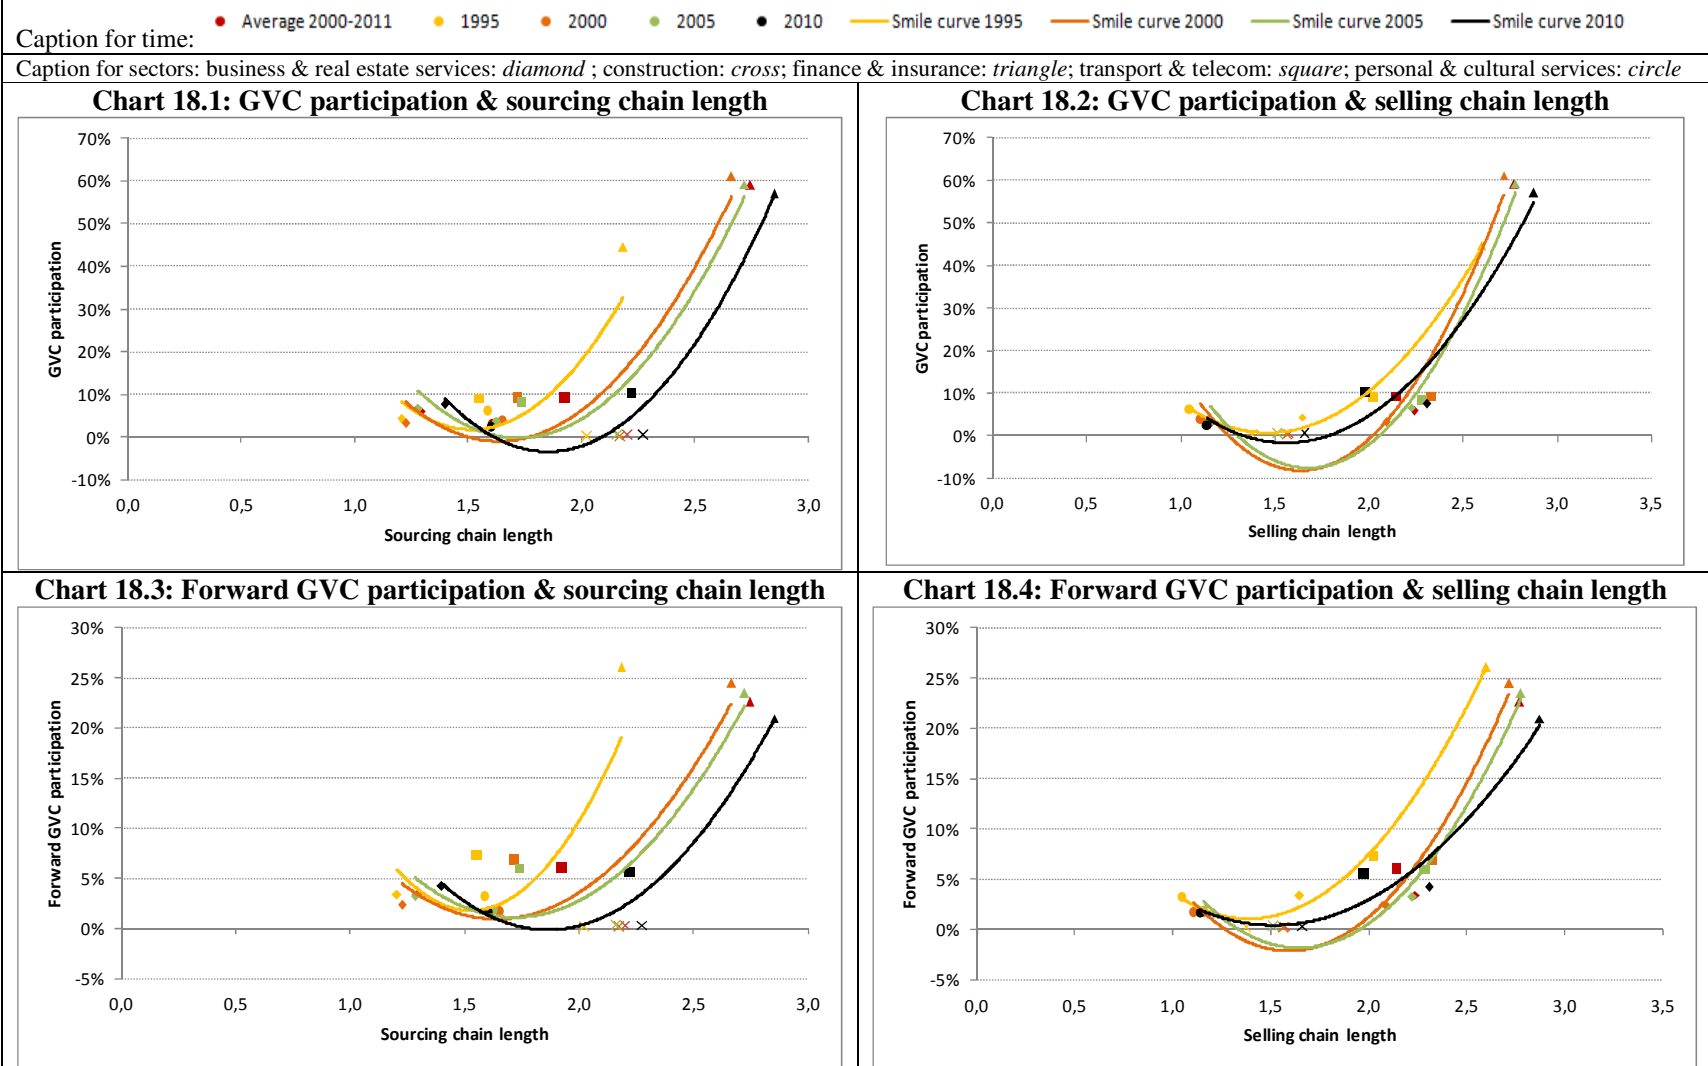 Average 2000-2011 1995 2000 2005 2010 Smile curve 1995 Smile curve 2000 Smile curve 2005 Smile curve 2010
Caption for time:
Caption for sectors: business & real estate services: diamond ; construction: cross; finance & insurance: triangle; transport & telecom: square; personal & cultural services: circle
Chart 18.1: GVC participation & sourcing chain length
70%
60%
50%
40%
30%
20%
10%
0%
-10%
GVC participation
0,0 0,5 1,0 1,5 2,0 2,5 3,0
Sourcing chain length
Chart 18.2: GVC participation & selling chain length
70%
60%
50%
40%
30%
20%
10%
0%
-10%
GVC participation
0,0 0,5 1,0 1,5 2,0 2,5 3,0 3,5
Selling chain length
Chart 18.3: Forward GVC participation & sourcing chain length
30%
25%
20%
15%
10%
5%
0%
-5%
Forward GVC participation
0,0 0,5 1,0 1,5 2,0 2,5 3,0
Sourcing chain length
Chart 18.4: Forward GVC participation & selling chain length
30%
25%
20%
15%
10%
5%
0%
-5%
Forward GVC participation
0,0 0,5 1,0 1,5 2,0 2,5 3,0 3,5
Selling chain length